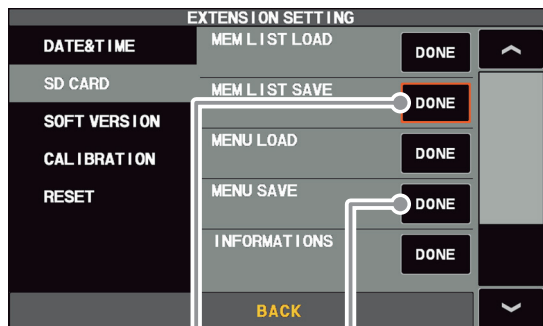 EXTENSION SETTING
DATE&TIME
SD CARD
SOFT VERSION
CALIBRATION
RESET
MEM LIST LOAD DONE
MEM LIST SAVE DONE
MENU LOAD DONE
MENU SAVE DONE
INFORMATIONS DONE
BACK